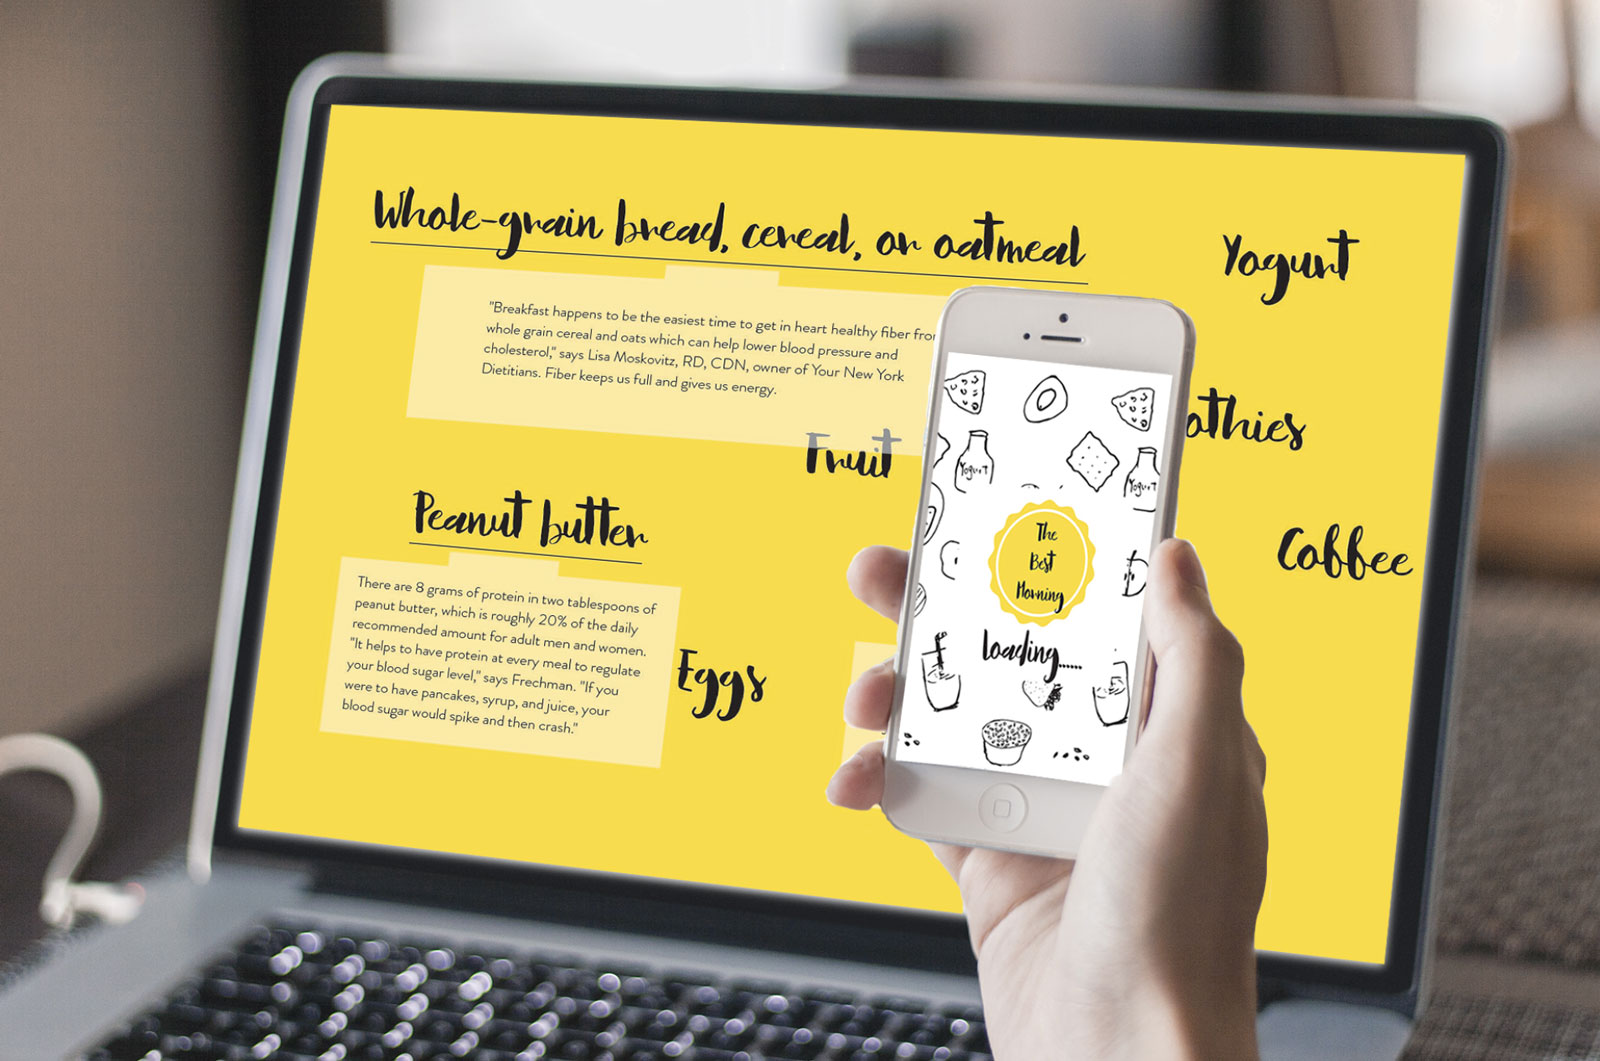 Whole-grain bread, cereal, or oatmeal
"Breakfast happens to be the easiest time to get in heart healthy fiber
whole grain cereal and oats which can help lower blood pressure and
cholesterol," says Lisa Moskovitz, RD, CDN, owner of Your New York
Dietitians. Fiber keeps us full and gives us energy.
Yogurt
Fruit
Coffee
Peanut butter
There are 8 grams of protein in two tablespoons of
peanut butter, which is roughly 20% of the daily
recommended amount for adult men and women.
"It helps to have protein at every meal to regulate
your blood sugar level," says Frechman. "If you
were to have pancakes, syrup, and juice, your
blood sugar would spike and then crash."
Eggs
Yogurt
Yogurt
The
Best
Morning
Loading......